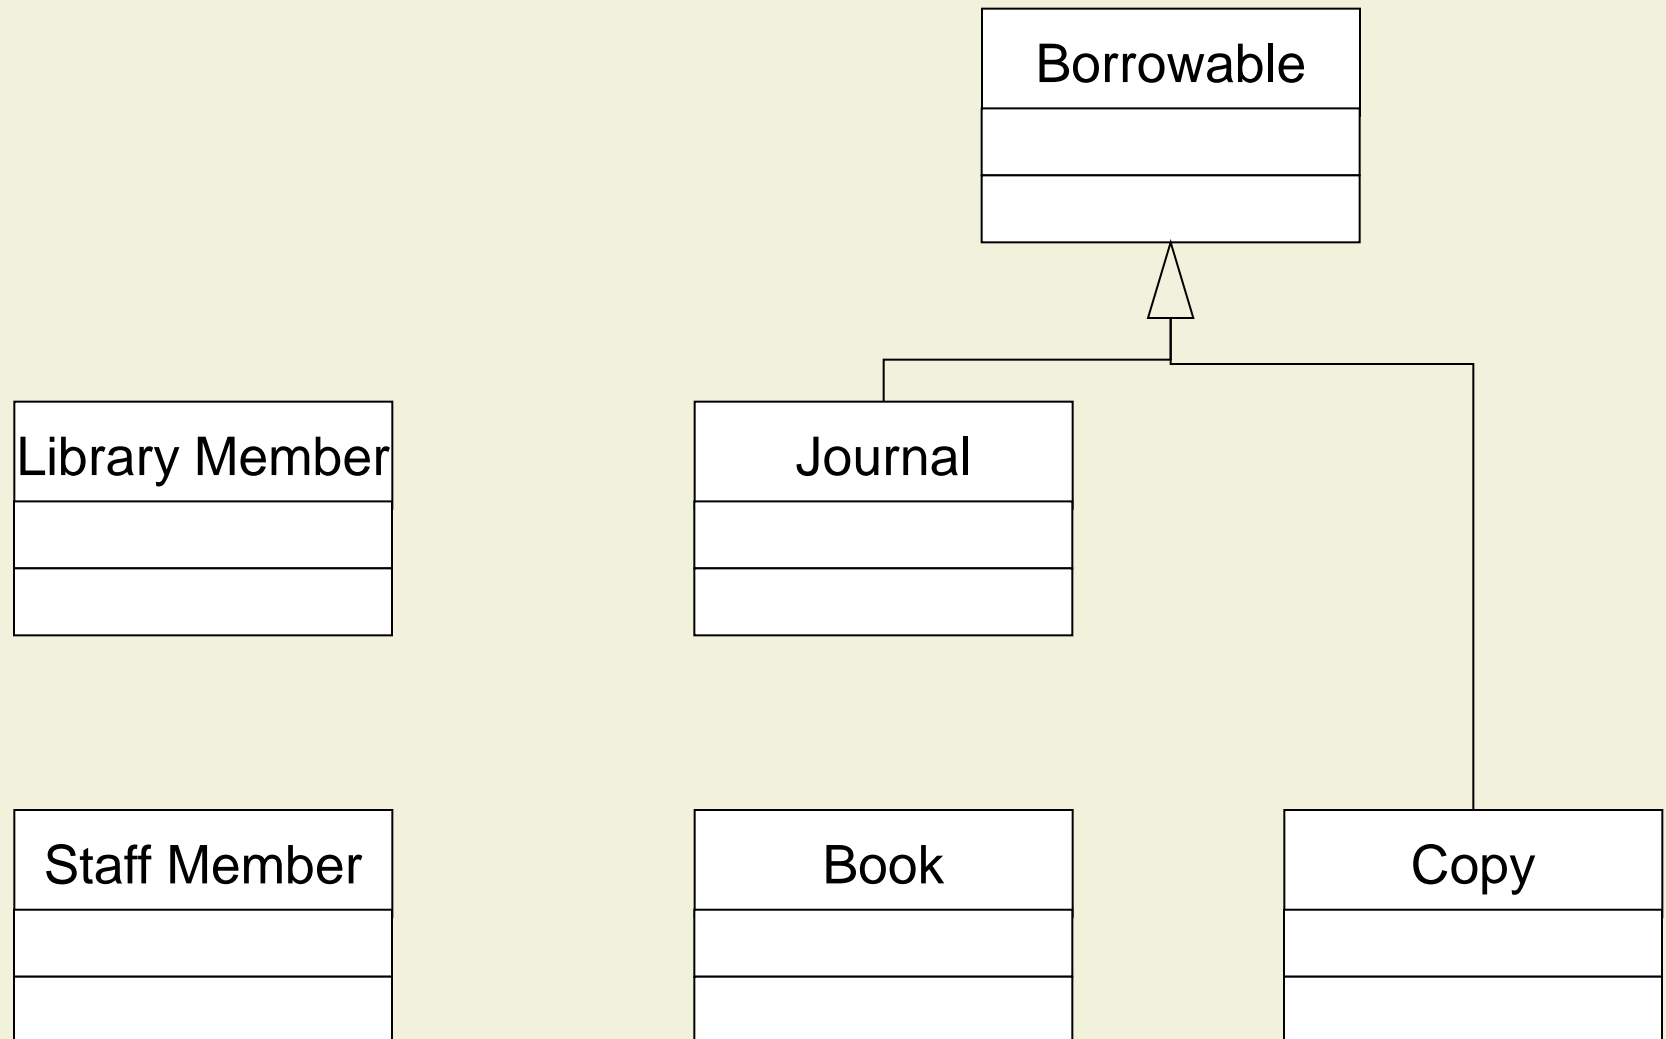 Borrowable
Library Member
Journal
Staff Member
Book
Copy